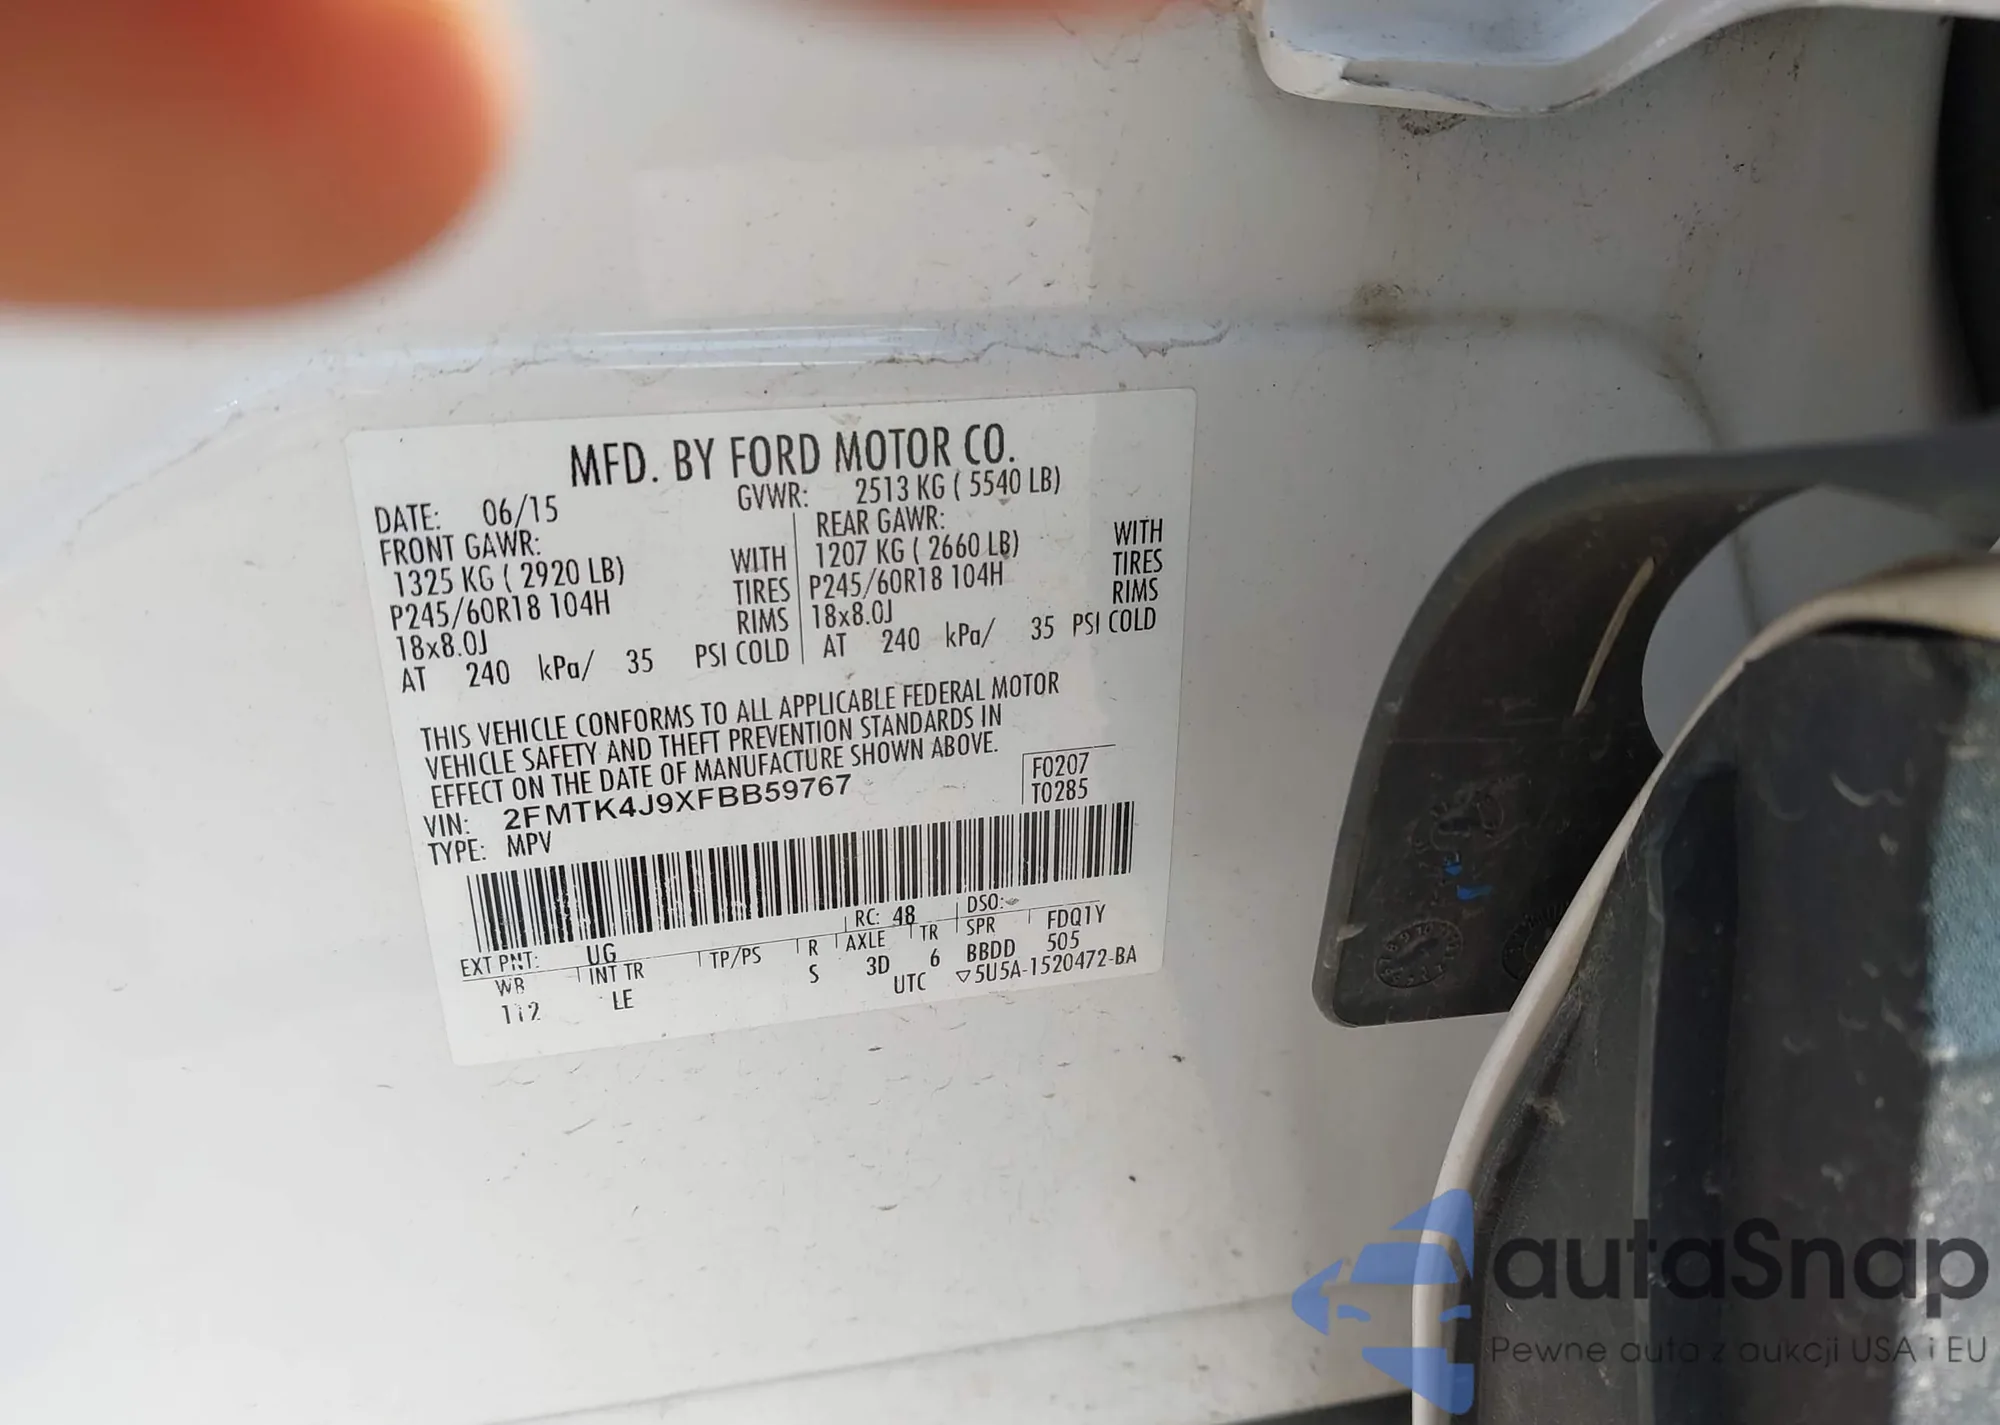 MFD. BY FORD MOTOR CO.
DATE: 06/15 GVWR: 2513 KG ( 5540 LB)
FRONT GAWR: REAR GAWR:
1325 KG ( 2920 LB) WITH 1207 KG ( 2660 LB) WITH
P245/60R18 104H TIRES P245/60R18 104H TIRES
18x8.0J RIMS 18x8.0J RIMS
AT 240 kPa/ 35 PSI COLD AT 240 kPa/ 35 PSI COLD
THIS VEHICLE CONFORMS TO ALL APPLICABLE FEDERAL MOTOR
VEHICLE SAFETY AND THEFT PREVENTION STANDARDS IN
EFFECT ON THE DATE OF MANUFACTURE SHOWN ABOVE.
VIN: 2FMTK4J9XFBB59767 F0207
TYPE: MPV T0285
EXT PNT: UG RC: 48 DSO:
WB INT TR TP/PS R AXLE TR SPR FDQ1Y
112 LE S 3D 6 BBDD 505
UTC ▽5U5A-1520472-BA
autaSnap
Pewne auta z aukcji USA i EU